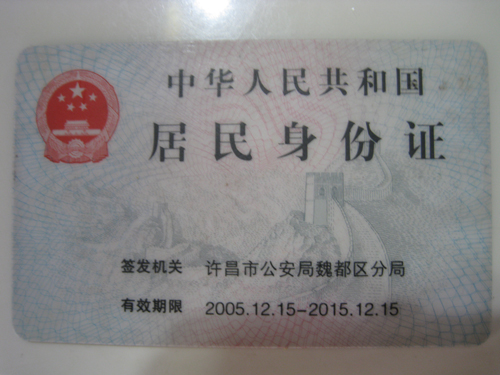 中华人民共和国
居民身份证
签发机关 许昌市公安局魏都区分局
有效期限 2005.12.15-2015.12.15